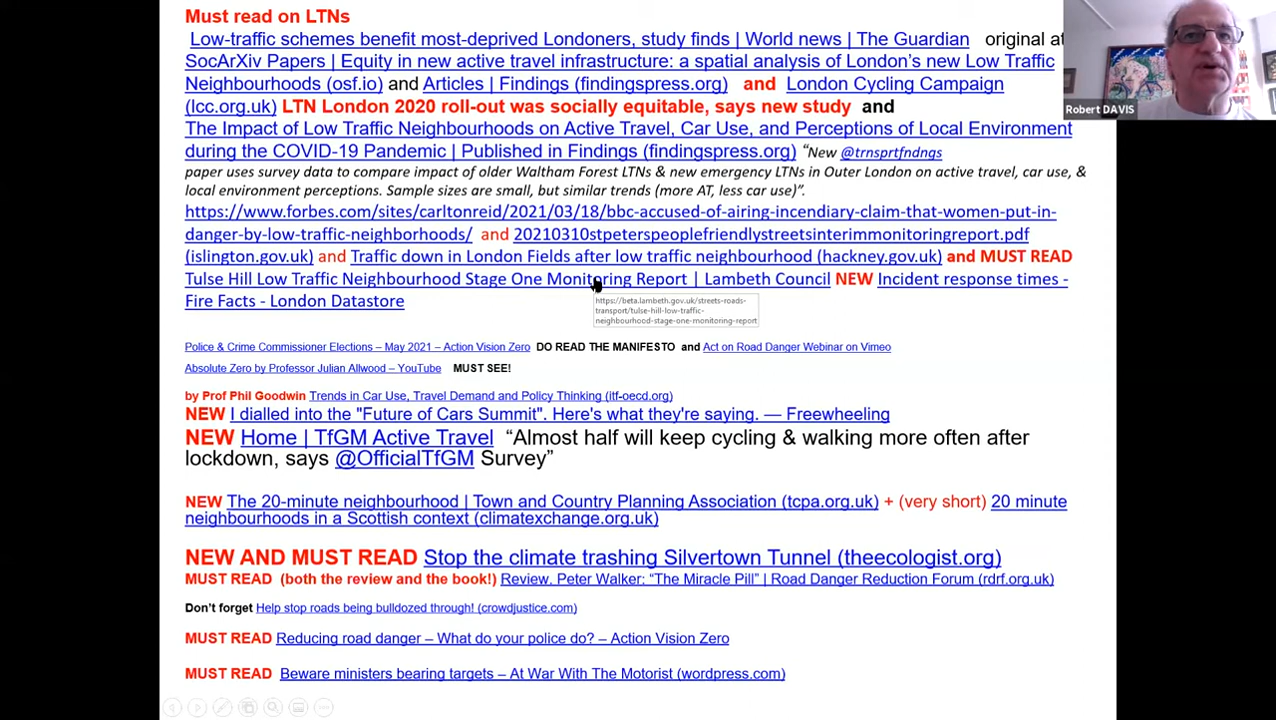 Must read on LTNs
Low-traffic schemes benefit most-deprived Londoners, study finds | World news | The Guardian original at
SocArXiv Papers | Equity in new active travel infrastructure: a spatial analysis of London's new Low Traffic
Neighbourhoods (osf.io) and Articles | Findings (findingspress.org) and London Cycling Campaign
(lcc.org.uk) LTN London 2020 roll-out was socially equitable, says new study and
The Impact of Low Traffic Neighbourhoods on Active Travel, Car Use, and Perceptions of Local Environment
during the COVID-19 Pandemic | Published in Findings (findingspress.org) “New @trnsprtfndngs
paper uses survey data to compare impact of older Waltham Forest LTNs & new emergency LTNs in Outer London on active travel, car use, &
local environment perceptions. Sample sizes are small, but similar trends (more AT, less car use)”.
https://www.forbes.com/sites/carltonreid/2021/03/18/bbc-accused-of-airing-incendiary-claim-that-women-put-in-
danger-by-low-traffic-neighborhoods/ and 20210310stpeterspeoplefriendlystreetsinterimmonitoringreport.pdf
(islington.gov.uk) and Traffic down in London Fields after low traffic neighbourhood (hackney.gov.uk) and MUST READ
Tulse Hill Low Traffic Neighbourhood Stage One Monitoring Report | Lambeth Council NEW Incident response times -
Fire Facts - London Datastore
https://beta.lambeth.gov.uk/streets-roads-
transport/tulse-hill-low-traffic-
neighbourhood-stage-one-monitoring-report
Police & Crime Commissioner Elections – May 2021 – Action Vision Zero DO READ THE MANIFESTO and Act on Road Danger Webinar on Vimeo
Absolute Zero by Professor Julian Allwood – YouTube MUST SEE!
by Prof Phil Goodwin Trends in Car Use, Travel Demand and Policy Thinking (itf-oecd.org)
NEW I dialled into the "Future of Cars Summit". Here's what they're saying. — Freewheeling
NEW Home | TfGM Active Travel “Almost half will keep cycling & walking more often after
lockdown, says @OfficialTfGM Survey”
NEW The 20-minute neighbourhood | Town and Country Planning Association (tcpa.org.uk) + (very short) 20 minute
neighbourhoods in a Scottish context (climatexchange.org.uk)
NEW AND MUST READ Stop the climate trashing Silvertown Tunnel (theecologist.org)
MUST READ (both the review and the book!) Review. Peter Walker: “The Miracle Pill” | Road Danger Reduction Forum (rdrf.org.uk)
Don't forget Help stop roads being bulldozed through! (crowdjustice.com)
MUST READ Reducing road danger – What do your police do? – Action Vision Zero
MUST READ Beware ministers bearing targets – At War With The Motorist (wordpress.com)
Robert DAVIS